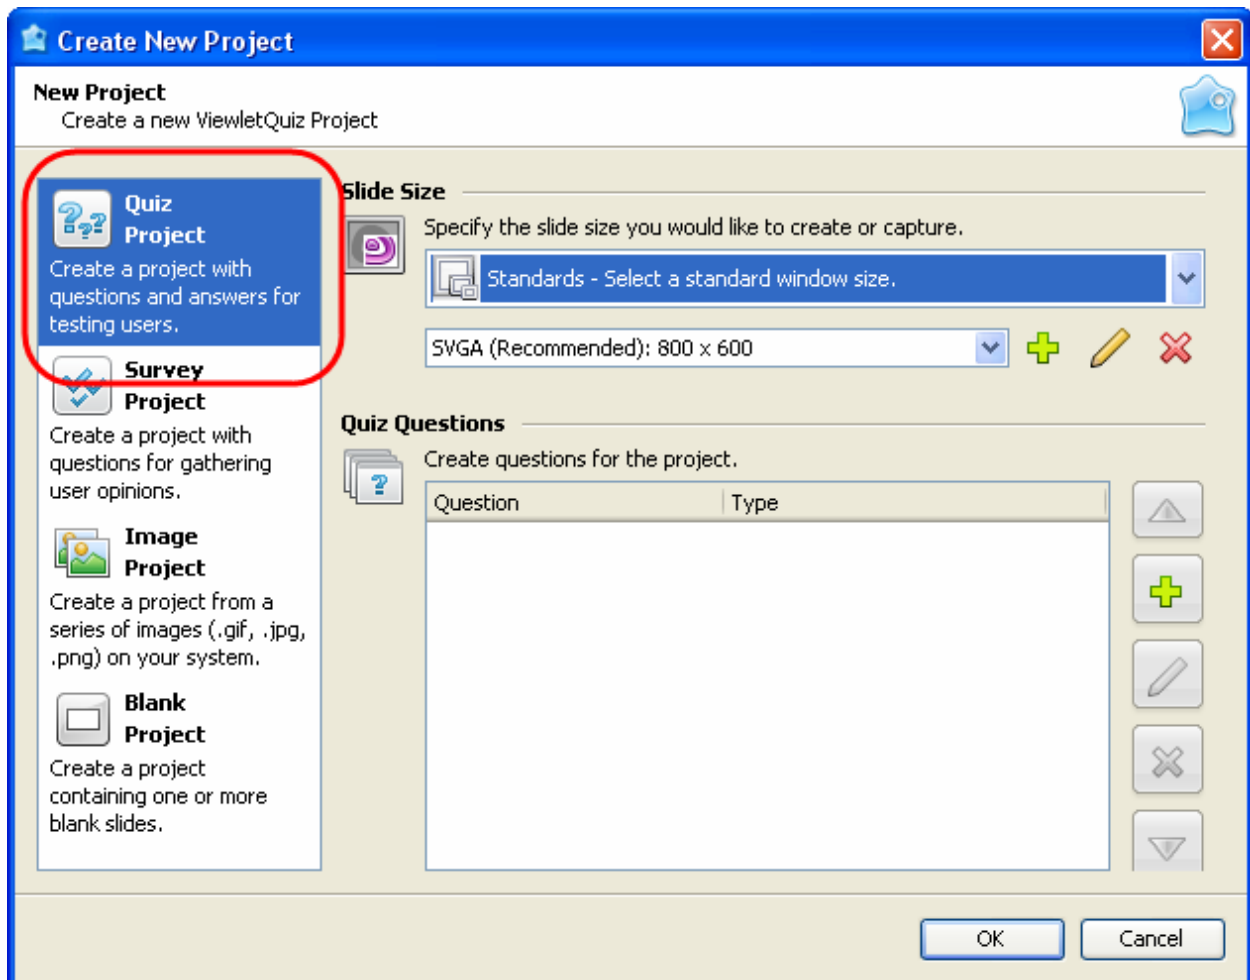 Create New Project
New Project
Create a new ViewletQuiz Project
Quiz
Project
Create a project with
questions and answers for
testing users.
Survey
Project
Create a project with
questions for gathering
user opinions.
Image
Project
Create a project from a
series of images (.gif, .jpg,
.png) on your system.
Blank
Project
Create a project
containing one or more
blank slides.
Slide Size
Specify the slide size you would like to create or capture.
Standards - Select a standard window size.
SVGA (Recommended): 800 x 600
Quiz Questions
Create questions for the project.
Question Type
OK Cancel